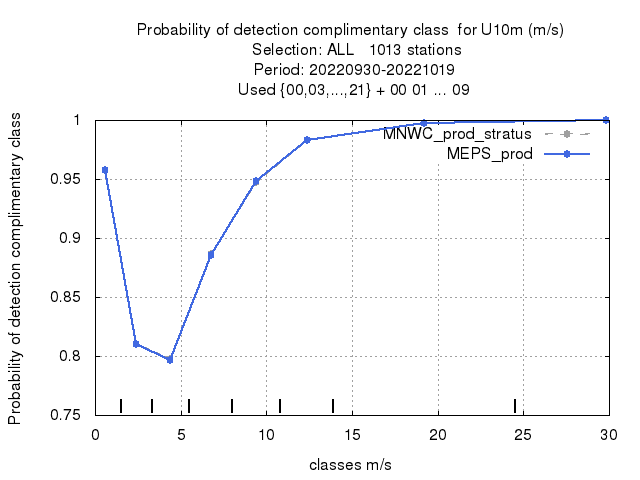 Probability of detection complimentary class  for U10m (m/s)
Selection: ALL   1013 stations
Period: 20220930-20221019
Used {00,03,...,21} + 00 01 ... 09
Probability of detection complimentary class
1
0.95
0.9
0.85
0.8
0.75
MNWC_prod_stratus
MEPS_prod
0 5 10 15 20 25 30
classes m/s